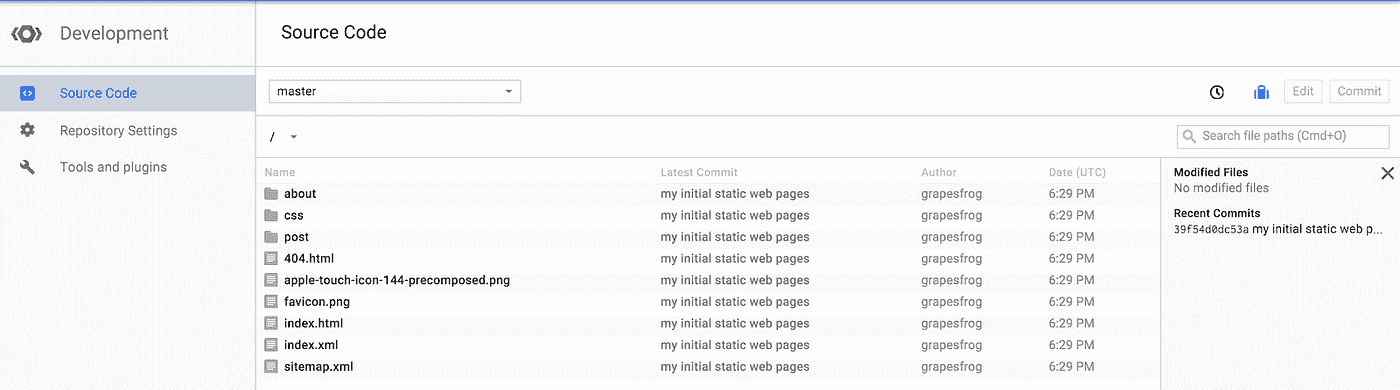 Development
Source Code
Source Code
Repository Settings
Tools and plugins
master
Edit
Commit
/
Search file paths (Cmd+O)
Name Latest Commit Author Date (UTC)
about my initial static web pages grapesfrog 6:29 PM
css my initial static web pages grapesfrog 6:29 PM
post my initial static web pages grapesfrog 6:29 PM
404.html my initial static web pages grapesfrog 6:29 PM
apple-touch-icon-144-precomposed.png my initial static web pages grapesfrog 6:29 PM
favicon.png my initial static web pages grapesfrog 6:29 PM
index.html my initial static web pages grapesfrog 6:29 PM
index.xml my initial static web pages grapesfrog 6:29 PM
sitemap.xml my initial static web pages grapesfrog 6:29 PM
Modified Files
No modified files
Recent Commits
39f54d0dc53a my initial static web p...